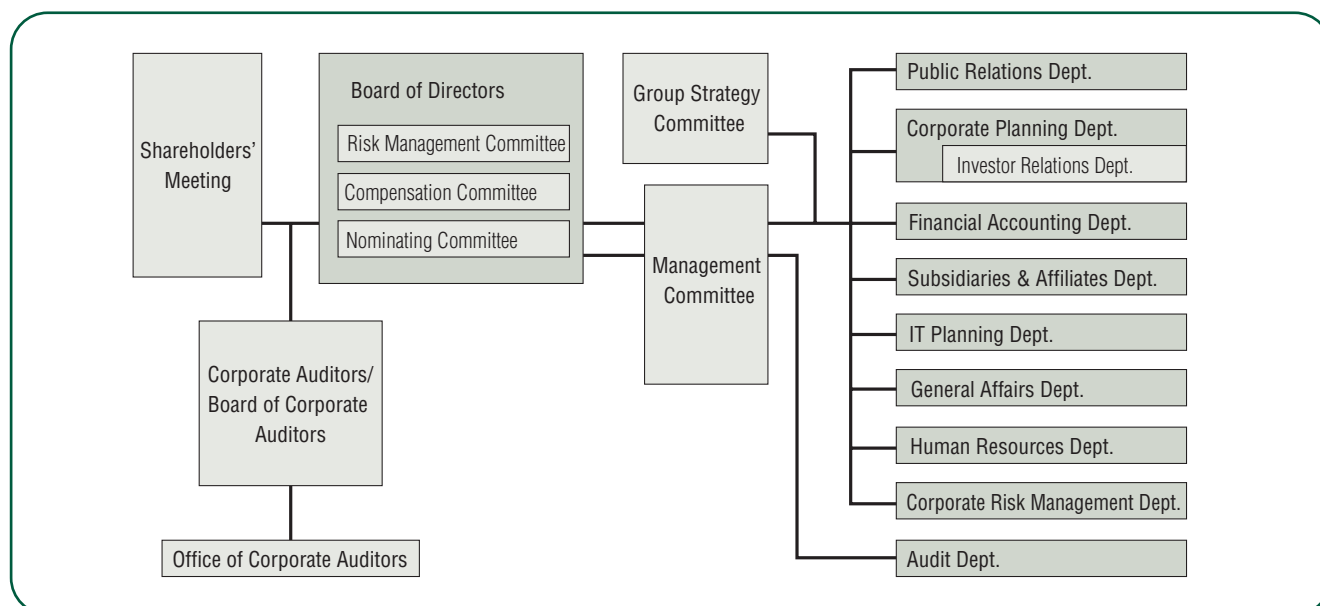 Shareholders'
Meeting
Board of Directors
Risk Management Committee
Compensation Committee
Nominating Committee
Corporate Auditors/
Board of Corporate
Auditors
Office of Corporate Auditors
Group Strategy
Committee
Management
Committee
Public Relations Dept.
Corporate Planning Dept.
Investor Relations Dept.
Financial Accounting Dept.
Subsidiaries & Affiliates Dept.
IT Planning Dept.
General Affairs Dept.
Human Resources Dept.
Corporate Risk Management Dept.
Audit Dept.